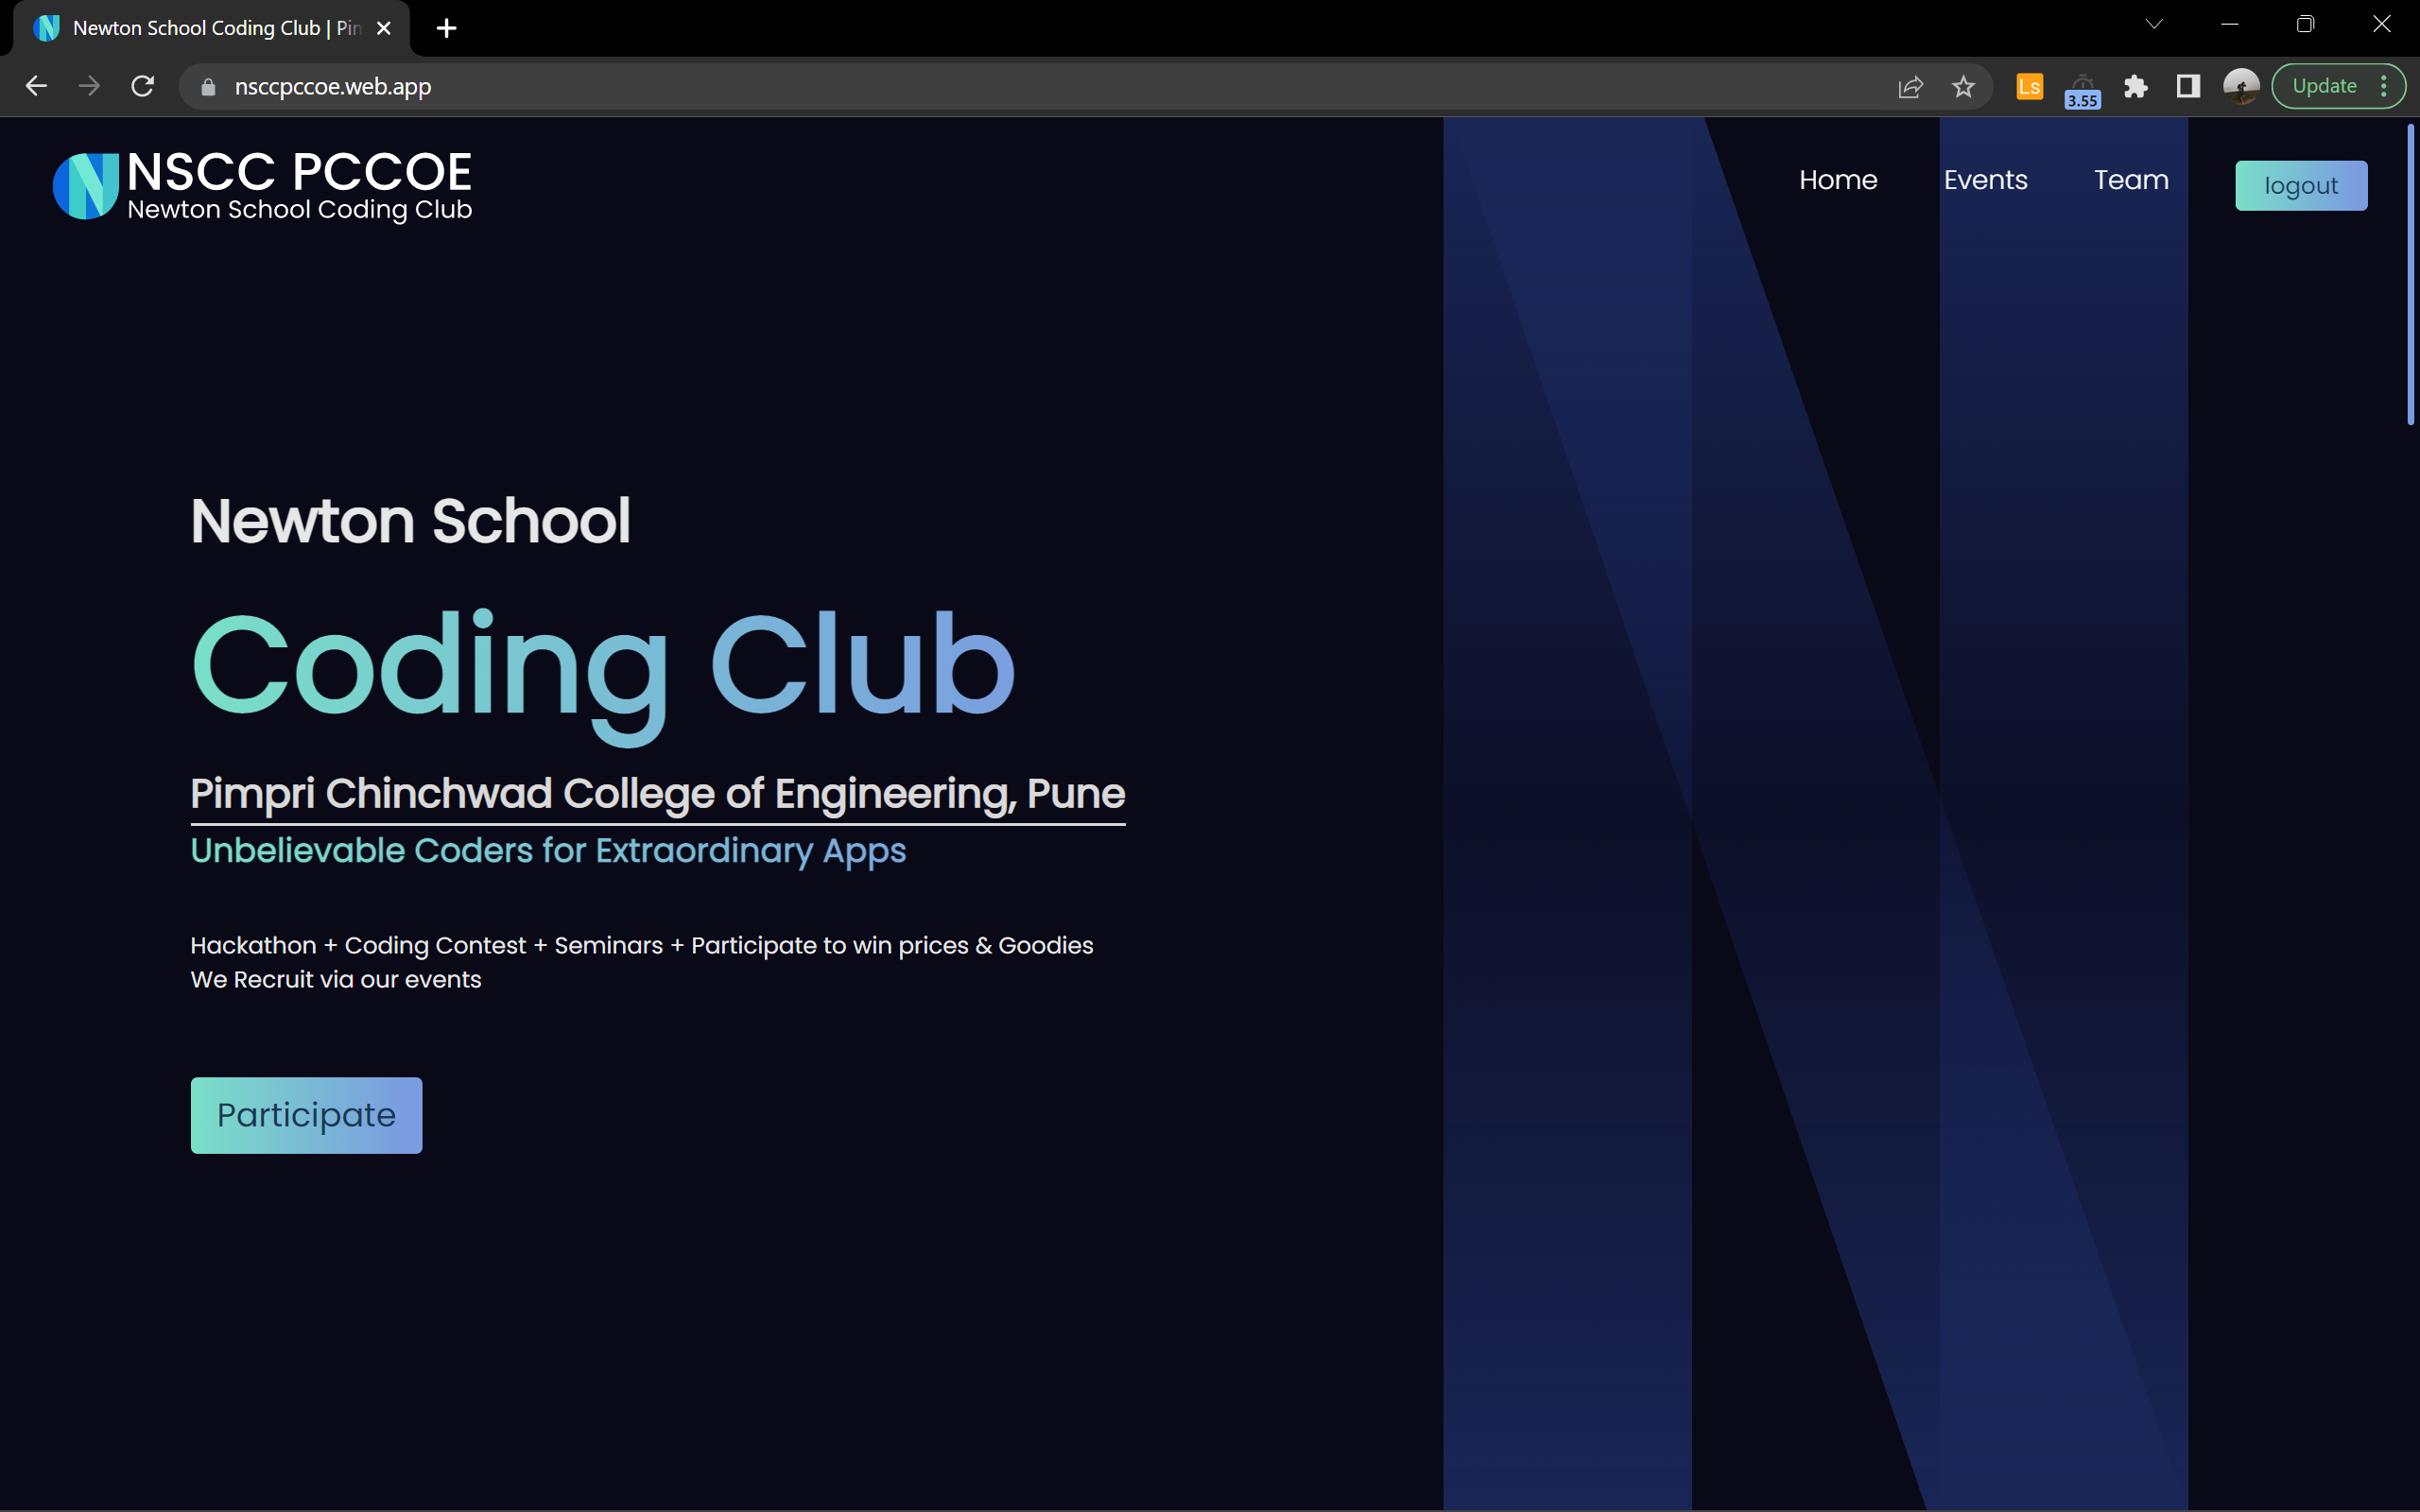 Newton School Coding Club | Pin
nsccpccoe.web.app
Ls
3.55
Update
NSCC PCCOE
Newton School Coding Club
Home
Events
Team
logout
Newton School
Coding Club
Pimpri Chinchwad College of Engineering, Pune
Unbelievable Coders for Extraordinary Apps
Hackathon + Coding Contest + Seminars + Participate to win prices & Goodies
We Recruit via our events
Participate